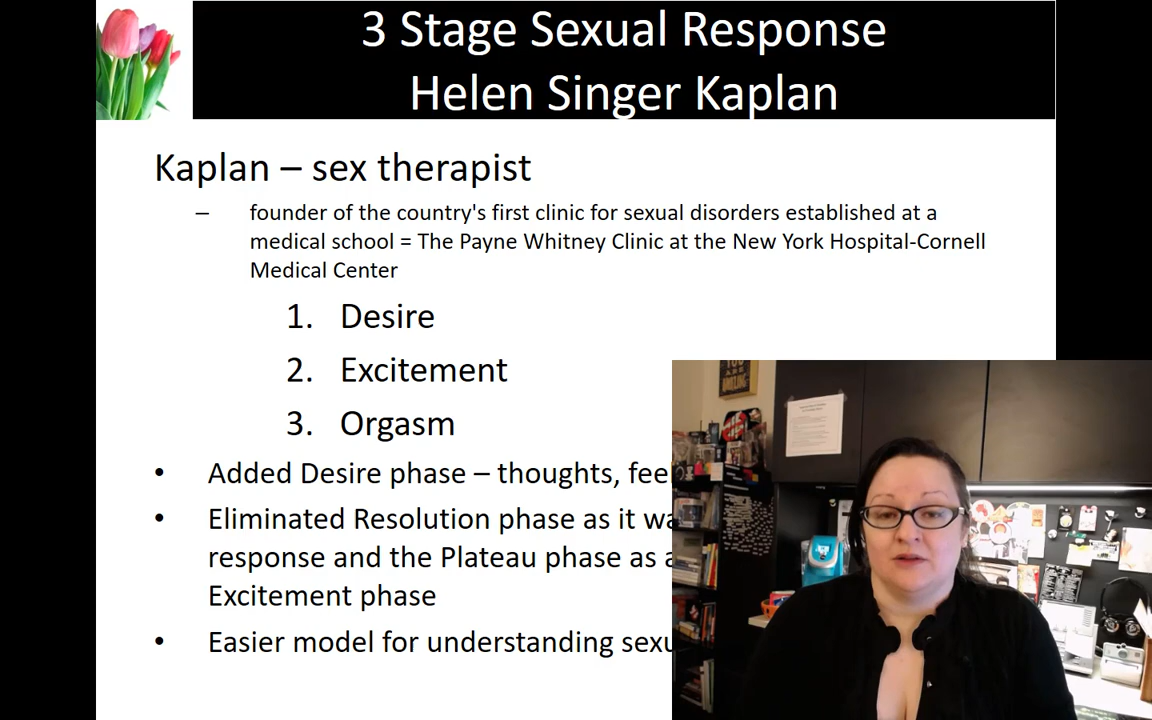 3 Stage Sexual Response
Helen Singer Kaplan
Kaplan – sex therapist
– founder of the country's first clinic for sexual disorders established at a
medical school = The Payne Whitney Clinic at the New York Hospital-Cornell
Medical Center
1. Desire
2. Excitement
3. Orgasm
• Added Desire phase – thoughts,
• Eliminated Resolution phase as it
response and the Plateau phase as
Excitement phase
• Easier model for understanding
YOU
ARE